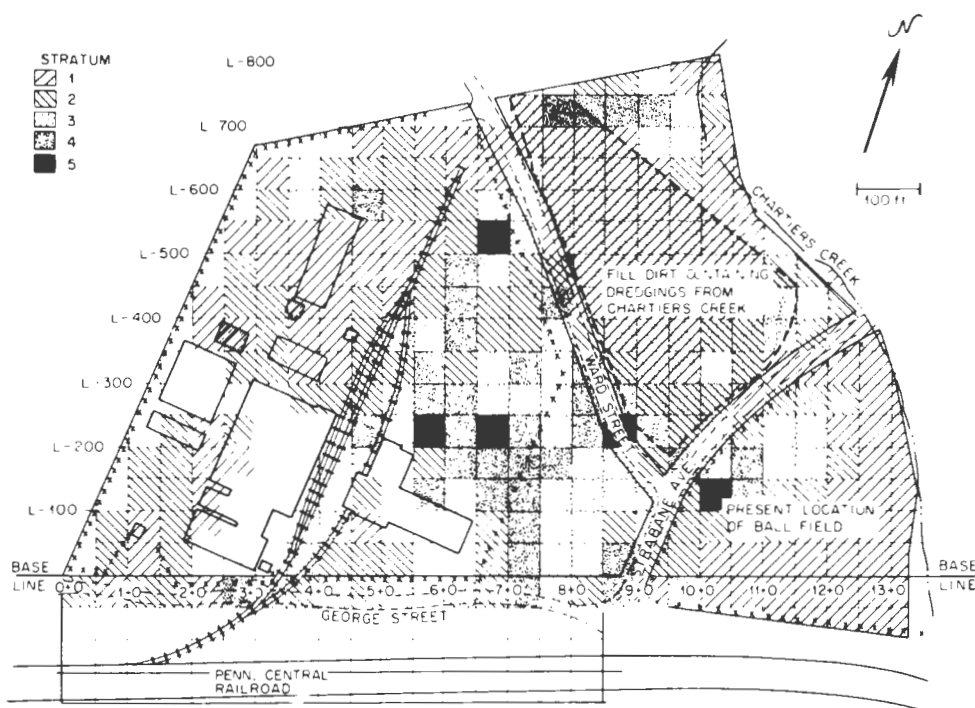 N
STRATUM
1
2
3
4
5
L-800
L 700
L-600
L-500
L-400
L-300
L-200
L-100
100 ft
CHARTIERS CREEK
FILL DIRT CONTAINING
DREDGINGS FROM
CHARTIERS CREEK
WARD STREET
PRESENT LOCATION
OF BALL FIELD
BASE
LINE
0+0
1+0
2+0
3+0
4+0
5+0
6+0
7+0
8+0
9+0
10+0
11+0
12+0
13+0
BASE
LINE
GEORGE STREET
PENN. CENTRAL
RAILROAD